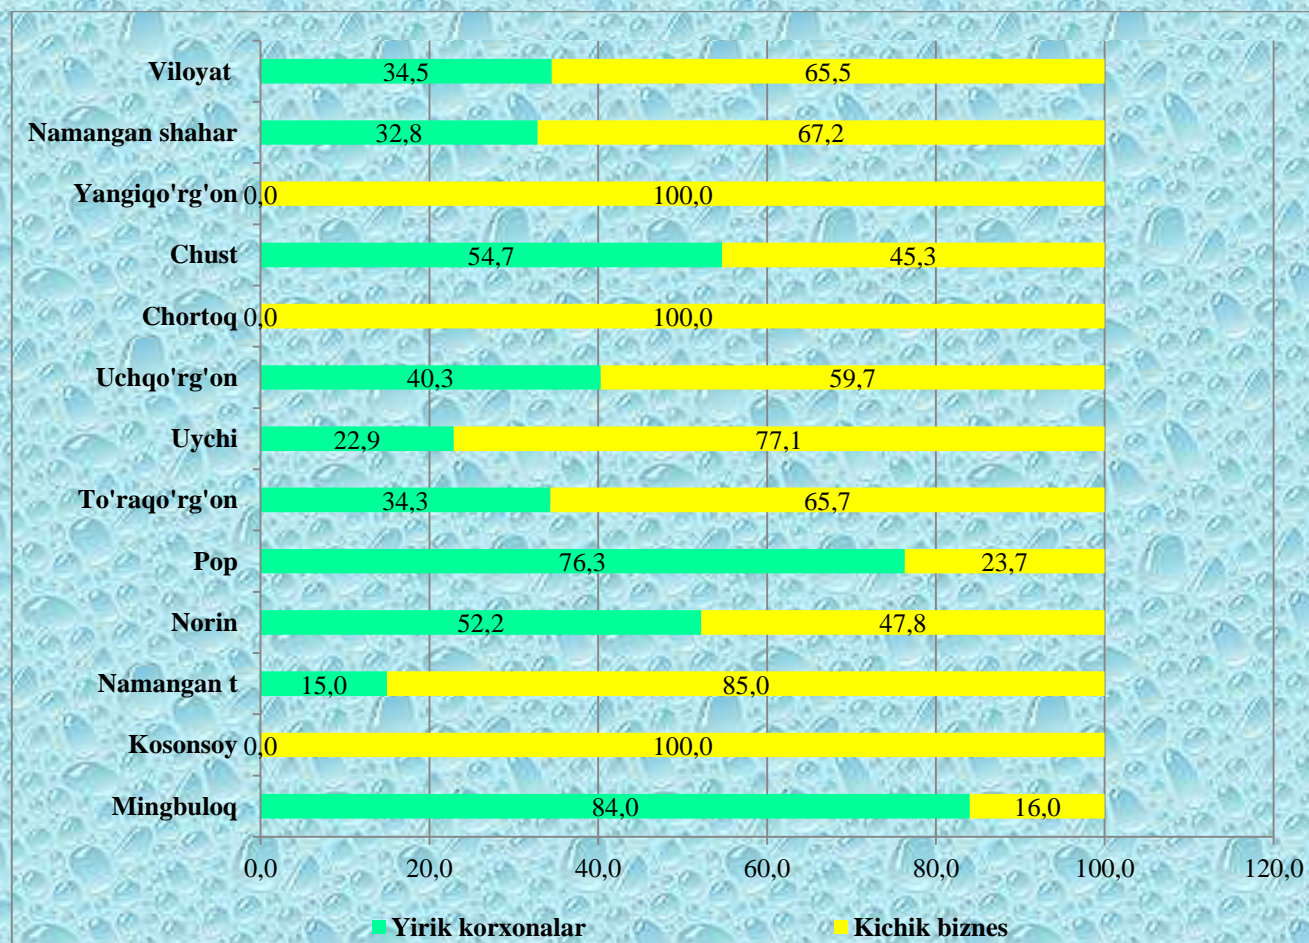 Viloyat 34,5 65,5
Namangan shahar 32,8 67,2
Yangiqo'rg'on 0,0 100,0
Chust 54,7 45,3
Chortoq 0,0 100,0
Uchqo'rg'on 40,3 59,7
Uychi 22,9 77,1
To'raqo'rg'on 34,3 65,7
Pop 76,3 23,7
Norin 52,2 47,8
Namangan t 15,0 85,0
Kosonsoy 0,0 100,0
Mingbuloq 84,0 16,0
0,0 20,0 40,0 60,0 80,0 100,0 120,0
Yirik korxonalar Kichik biznes